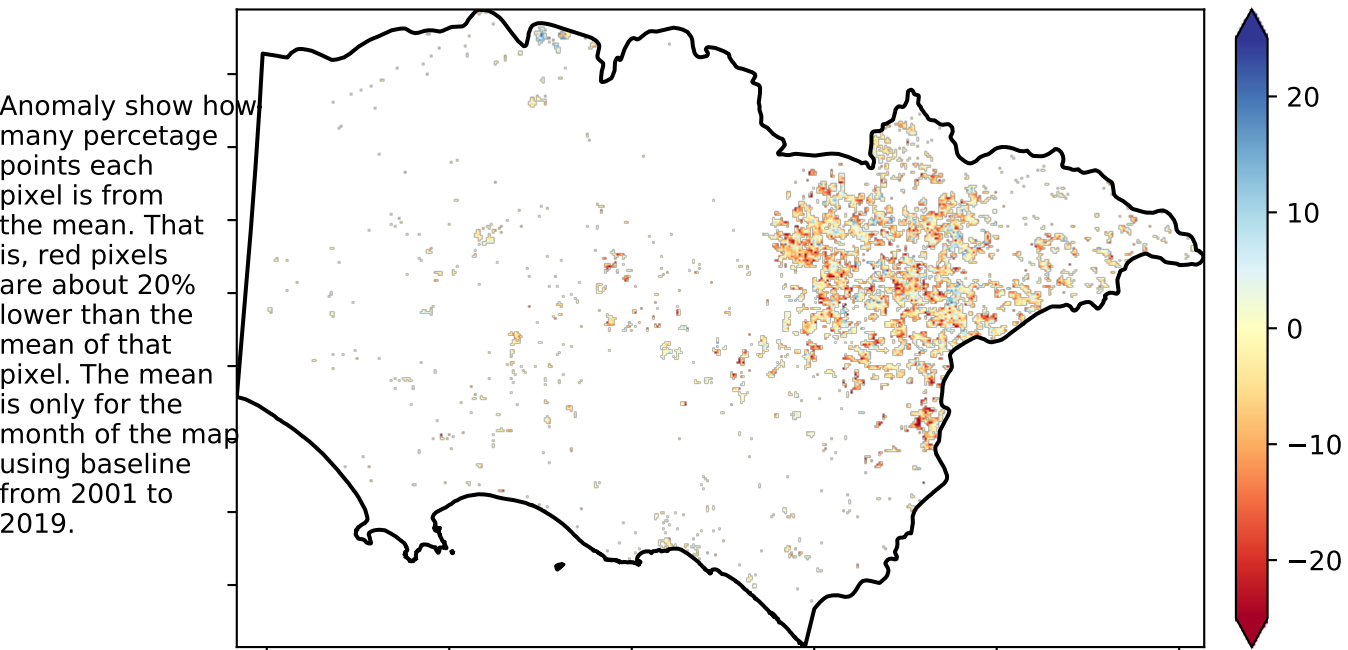 Anomaly show how
many percetage
points each
pixel is from
the mean. That
is, red pixels
are about 20%
lower than the
mean of that
pixel. The mean
is only for the
month of the map
using baseline
from 2001 to
2019.
20
10
0
−10
−20